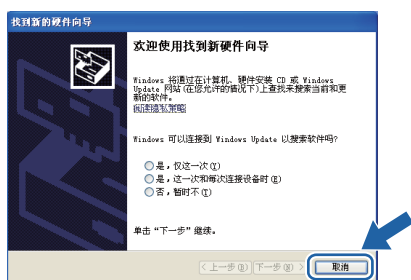 找到新的硬件向导
欢迎使用找到新硬件向导
Windows 将通过在计算机、硬件安装 CD 或 Windows
Update 网站(在您允许的情况下)上查找来搜索当前和更
新的软件。
阅读隐私策略
Windows 可以连接到 Windows Update 以搜索软件吗?
是，仅这一次(Y)
是，这一次和每次连接设备时(E)
否，暂时不(T)
单击“下一步”继续。
< 上一步(B) 下一步(N) > 取消